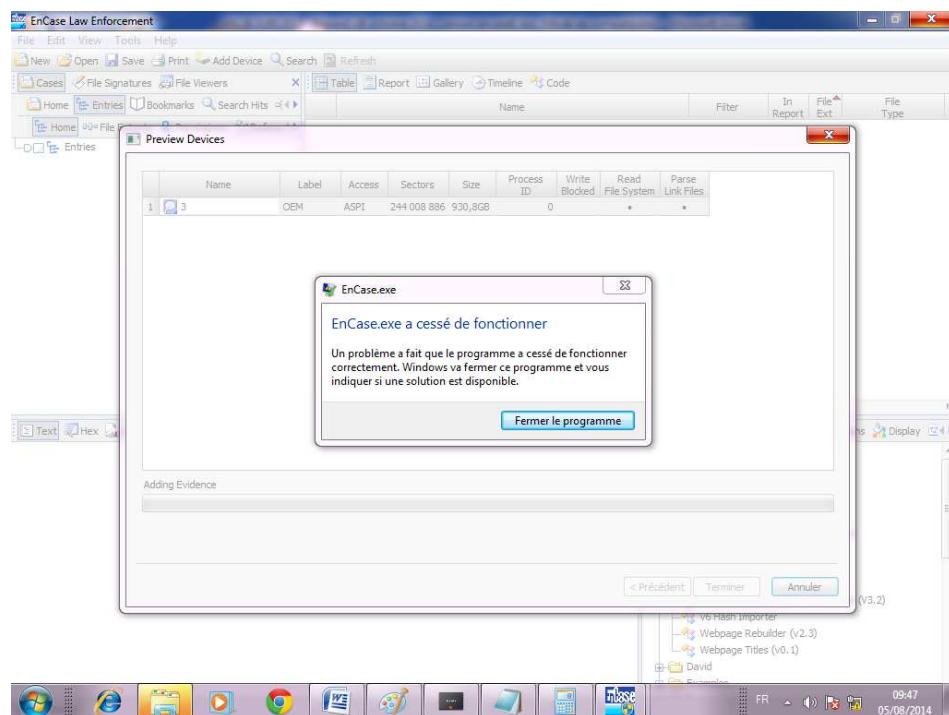 EnCase Law Enforcement
File Edit View Tools Help
New Open Save Print Add Device Search Refresh
Cases File Signatures File Viewers Table Report Gallery Timeline Code
Home Entries Bookmarks Search Hits
Name Filter In Report File Ext File Type
Home File
Entries
Preview Devices
Name Label Access Sectors Size Process ID Write Blocked Read File System Parse Link Files
1 3 OEM ASPI 244 008 886 930,8GB 0 • •
EnCase.exe
EnCase.exe a cessé de fonctionner
Un problème a fait que le programme a cessé de fonctionner
correctement. Windows va fermer ce programme et vous
indiquer si une solution est disponible.
Fermer le programme
Text Hex Display
Adding Evidence
< Précédent Terminer Annuler
(V3.2)
V6 Hash Importer
Webpage Rebuilder (v2.3)
Webpage Titles (v0.1)
David
Examples
FR 09:47
05/08/2014